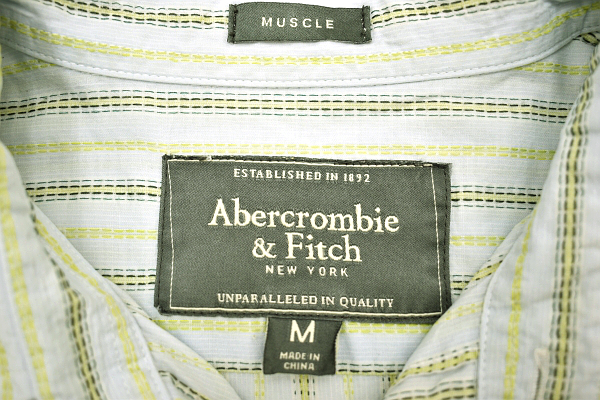 MUSCLE
ESTABLISHED IN 1892
Abercrombie
& Fitch
NEW YORK
UNPARALLELED IN QUALITY
M
MADE IN
CHINA